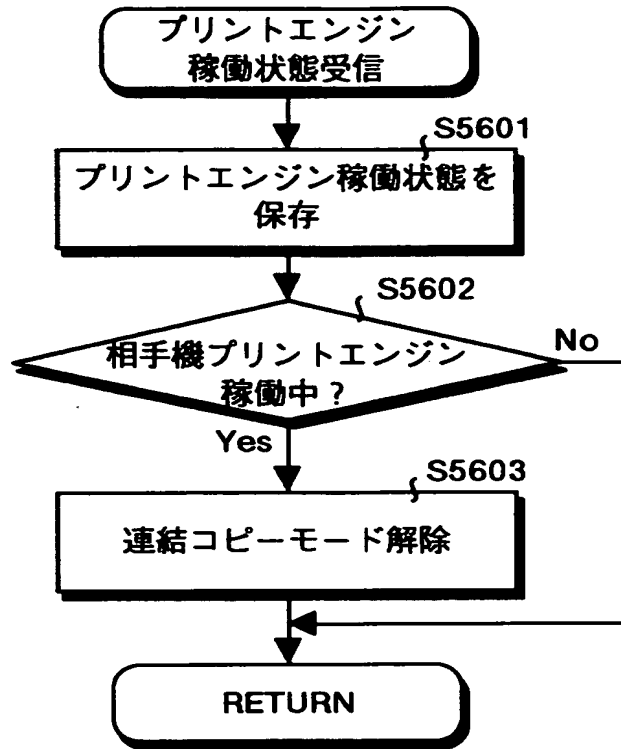 プリントエンジン
稼働状態受信
S5601
プリントエンジン稼働状態を
保存
S5602
相手機プリントエンジン
稼働中？
No
Yes
S5603
連結コピーモード解除
RETURN